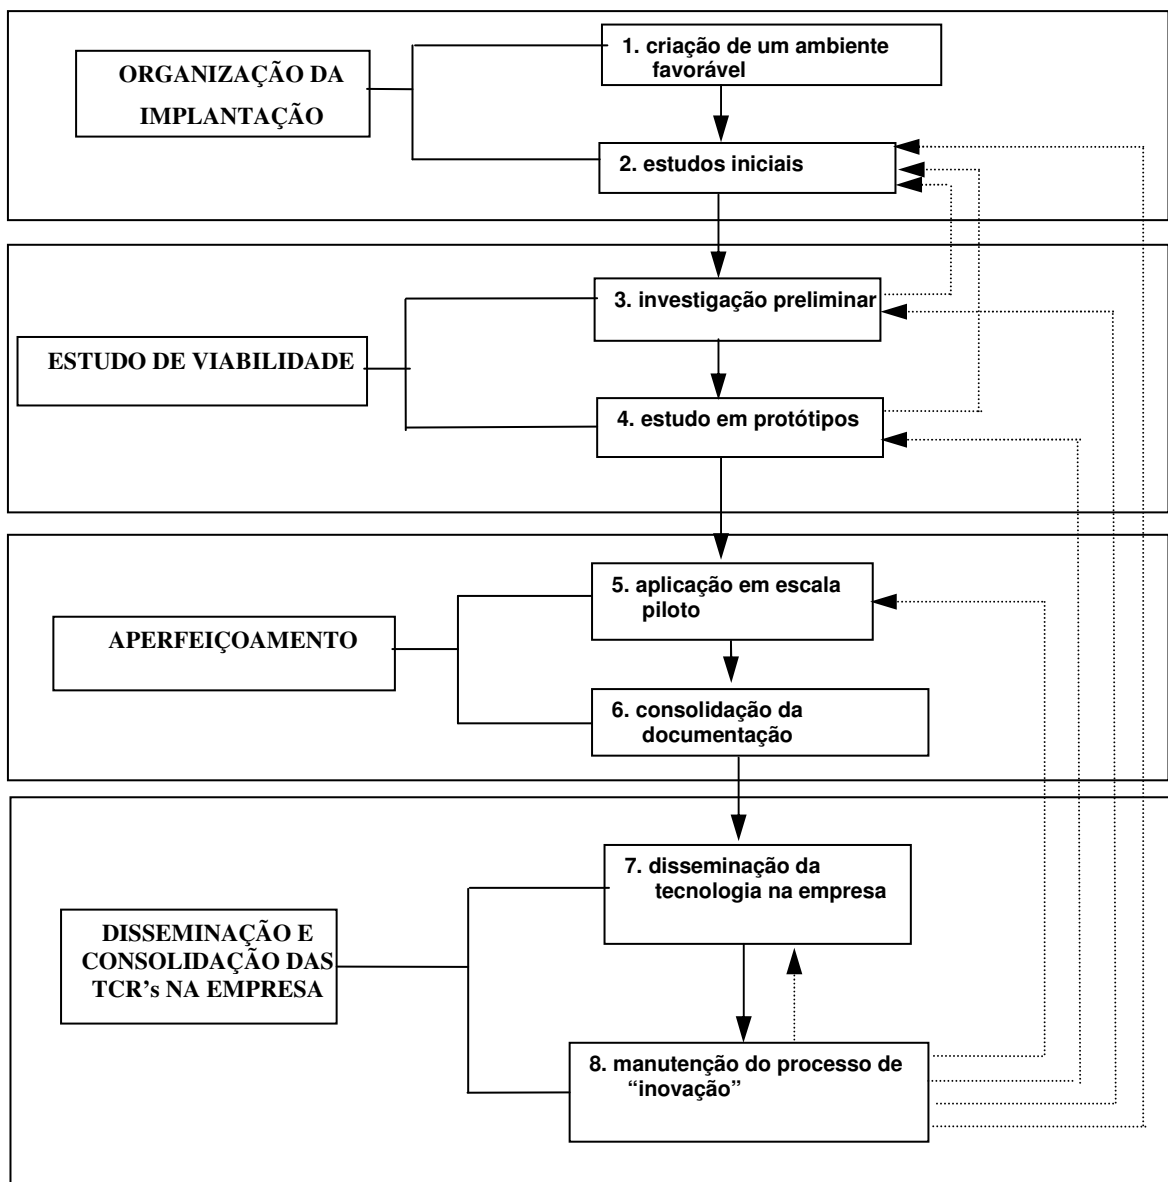 ORGANIZAÇÃO DA
IMPLANTAÇÃO
1. criação de um ambiente
favorável
2. estudos iniciais
ESTUDO DE VIABILIDADE
3. investigação preliminar
4. estudo em protótipos
APERFEIÇOAMENTO
5. aplicação em escala
piloto
6. consolidação da
documentação
DISSEMINAÇÃO E
CONSOLIDAÇÃO DAS
TCR's NA EMPRESA
7. disseminação da
tecnologia na empresa
8. manutenção do processo de
“inovação”